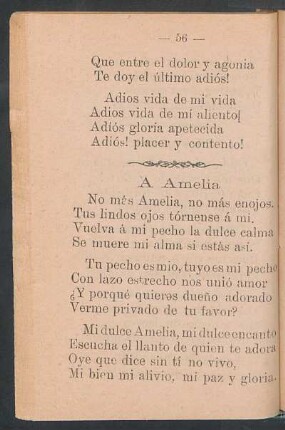 — 56 —
Que entre el dolor y agonía
Te doy el último adiós!
Adios vida de mi vida
Adios vida de mí aliento!
Adíós gloría apetecida
Adiós! placer y contento!
A Amelia
No más Amelia, no más enojos.
Tus lindos ojos tórnense á mi,
Vuelva á mi pecho la dulce calma
Se muere mi alma si estás así.
Tu pecho es mio, tuyo es mi pecho
Con lazo estrecho nos unió amor
¿Y porqué quieres dueño adorado
Verme privado de tu favor?
Mi dulce Amelia, mi dulce encanto
Escucha el llanto de quien te adora
Oye que dice sin tí no vivo,
Mi bien mi alivio, mi paz y gloria.